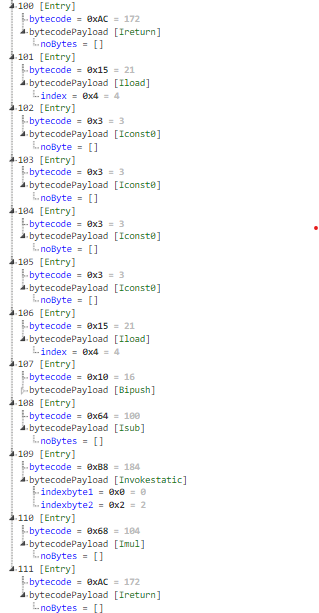 100 [Entry]
bytecode = 0xAC = 172
bytecodePayload [Ireturn]
noBytes = []
101 [Entry]
bytecode = 0x15 = 21
bytecodePayload [Iload]
index = 0x4 = 4
102 [Entry]
bytecode = 0x3 = 3
bytecodePayload [Iconst0]
noByte = []
103 [Entry]
bytecode = 0x3 = 3
bytecodePayload [Iconst0]
noByte = []
104 [Entry]
bytecode = 0x3 = 3
bytecodePayload [Iconst0]
noByte = []
105 [Entry]
bytecode = 0x3 = 3
bytecodePayload [Iconst0]
noByte = []
106 [Entry]
bytecode = 0x15 = 21
bytecodePayload [Iload]
index = 0x4 = 4
107 [Entry]
bytecode = 0x10 = 16
bytecodePayload [Bipush]
108 [Entry]
bytecode = 0x64 = 100
bytecodePayload [Isub]
noBytes = []
109 [Entry]
bytecode = 0xB8 = 184
bytecodePayload [Invokestatic]
indexbyte1 = 0x0 = 0
indexbyte2 = 0x2 = 2
110 [Entry]
bytecode = 0x68 = 104
bytecodePayload [Imul]
noBytes = []
111 [Entry]
bytecode = 0xAC = 172
bytecodePayload [Ireturn]
noBytes = []